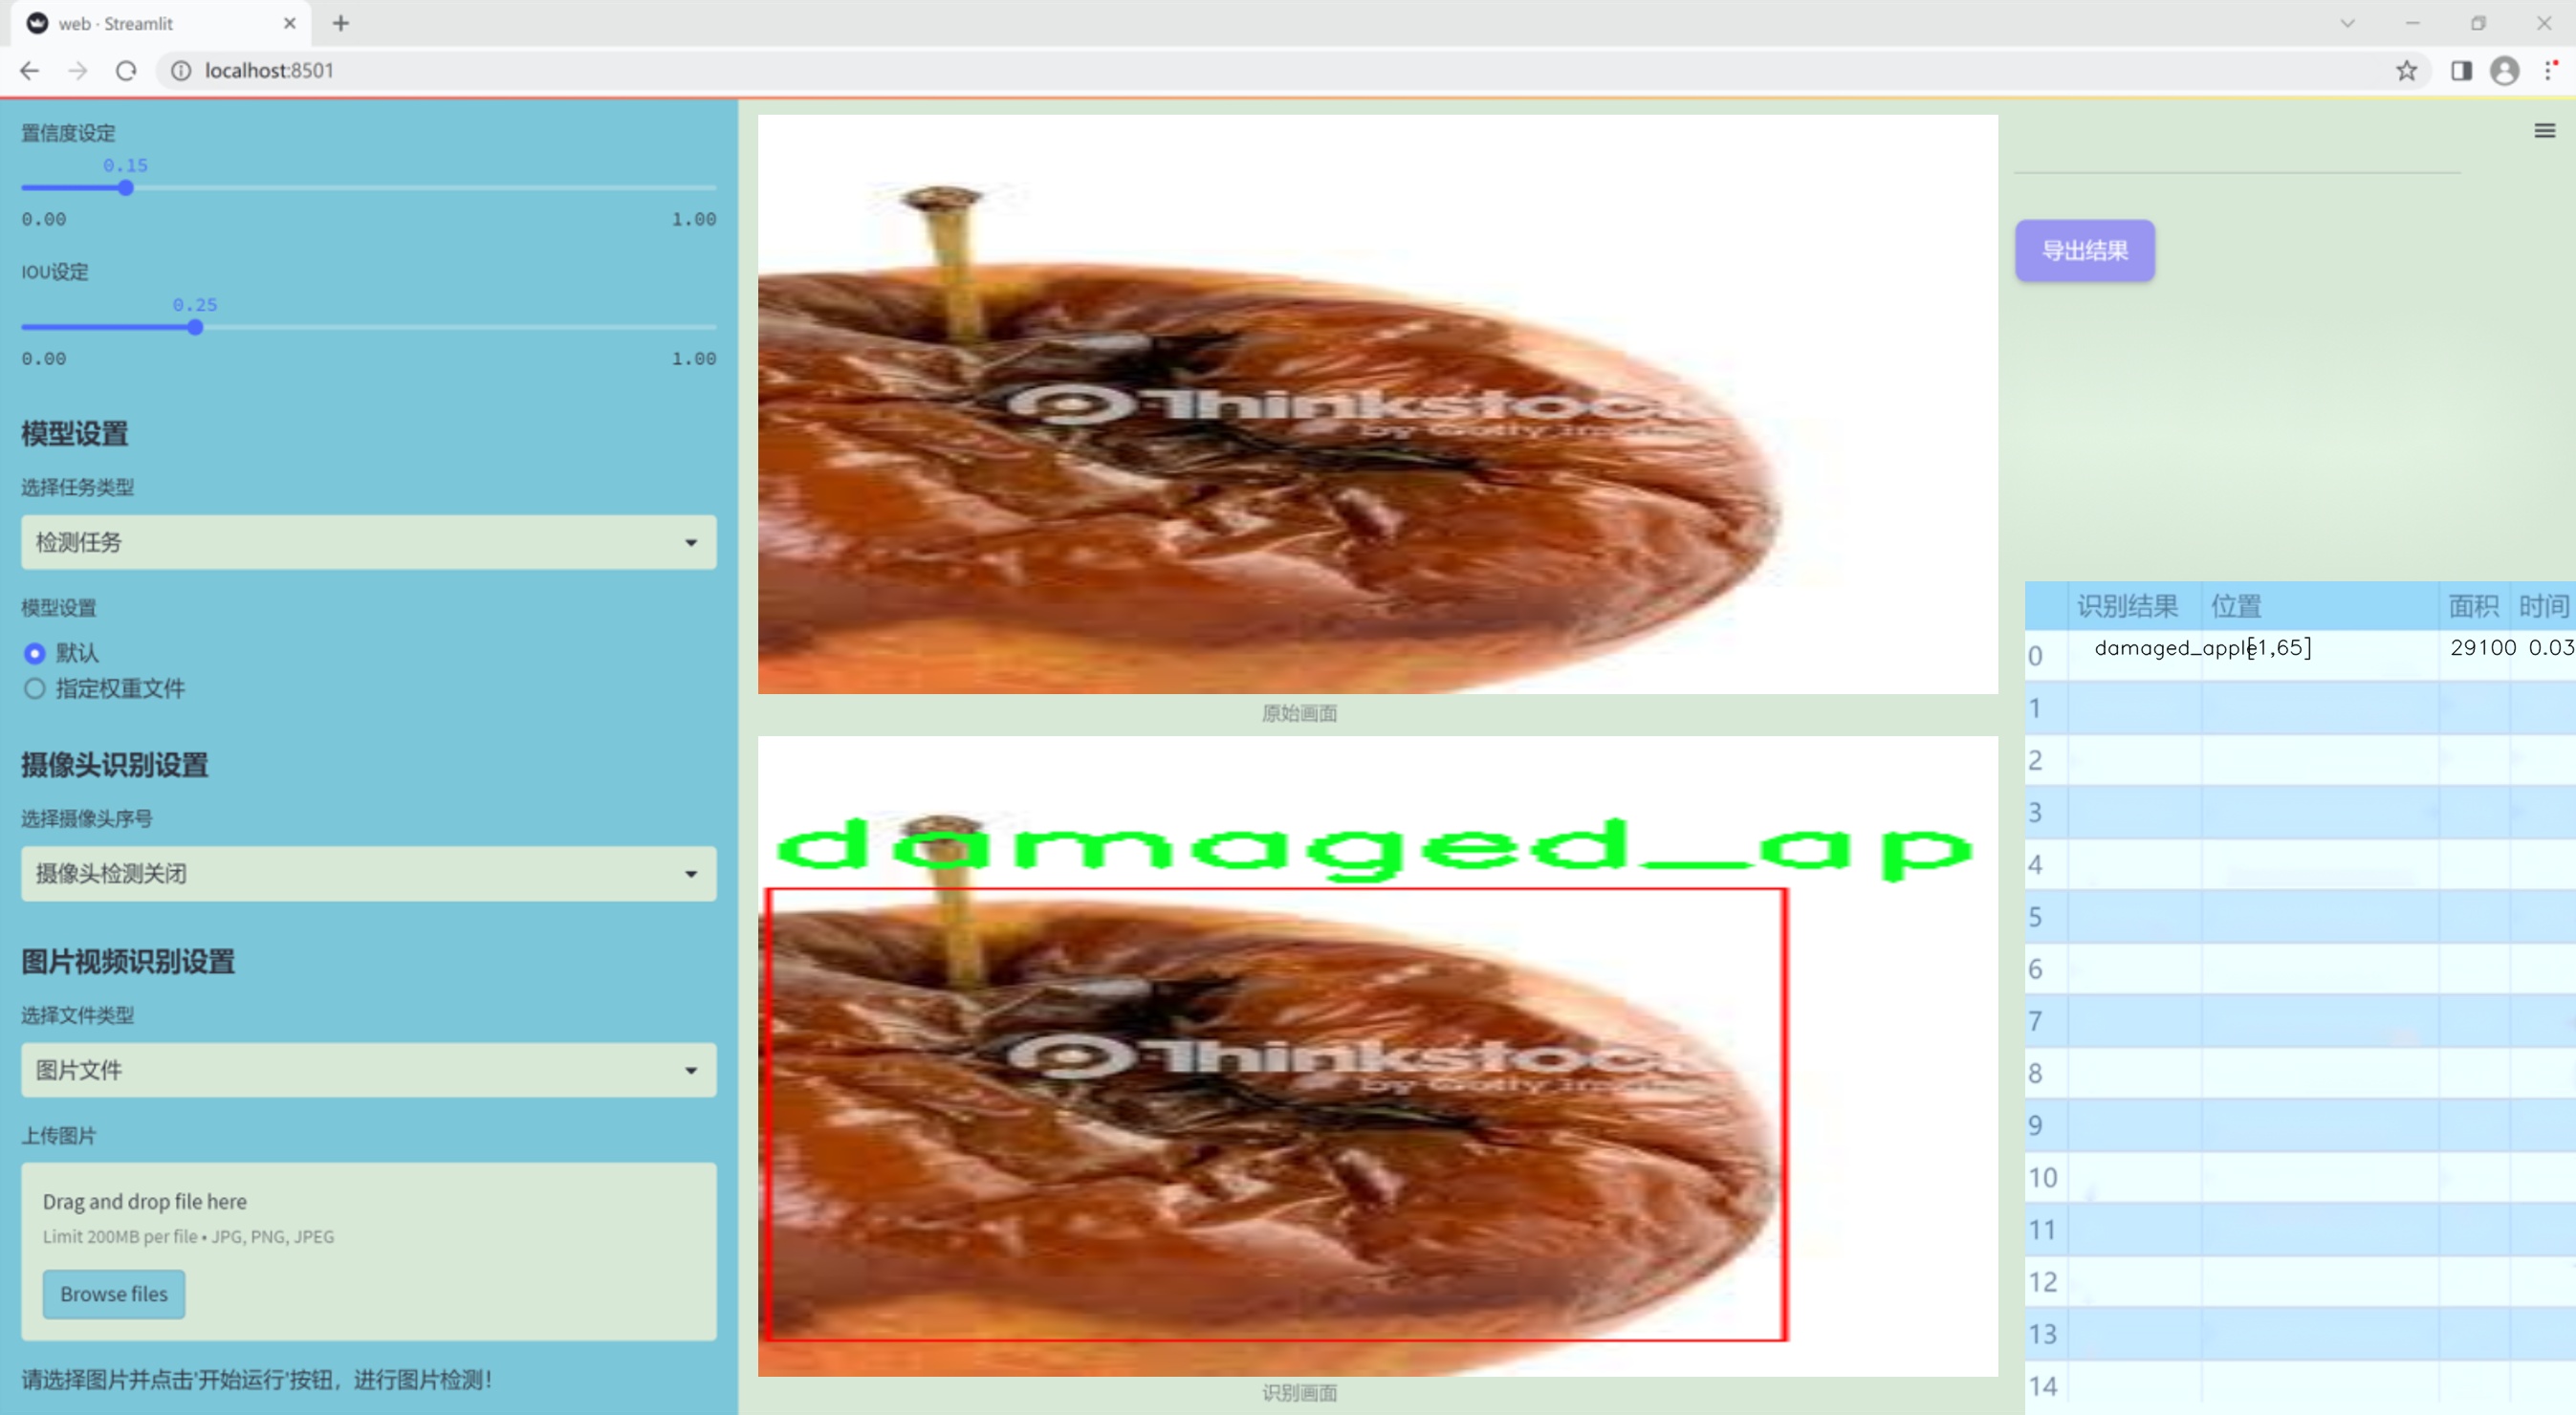 web · Streamlit
localhost:8501
置信度设定
0.15
0.00 1.00
IOU设定
0.25
0.00 1.00
模型设置
选择任务类型
检测任务
模型设置
默认
指定权重文件
摄像头识别设置
选择摄像头序号
摄像头检测关闭
图片视频识别设置
选择文件类型
图片文件
上传图片
Drag and drop file here
Limit 200MB per file • JPG, PNG, JPEG
Browse files
请选择图片并点击'开始运行'按钮，进行图片检测!
Thinkstock
by Getty
原始画面
damaged_ap
Thinkstock
by Getty
识别画面
导出结果
识别结果 位置 面积 时间
0 damaged_apple[1,65] 29100 0.03
1
2
3
4
5
6
7
8
9
10
11
12
13
14